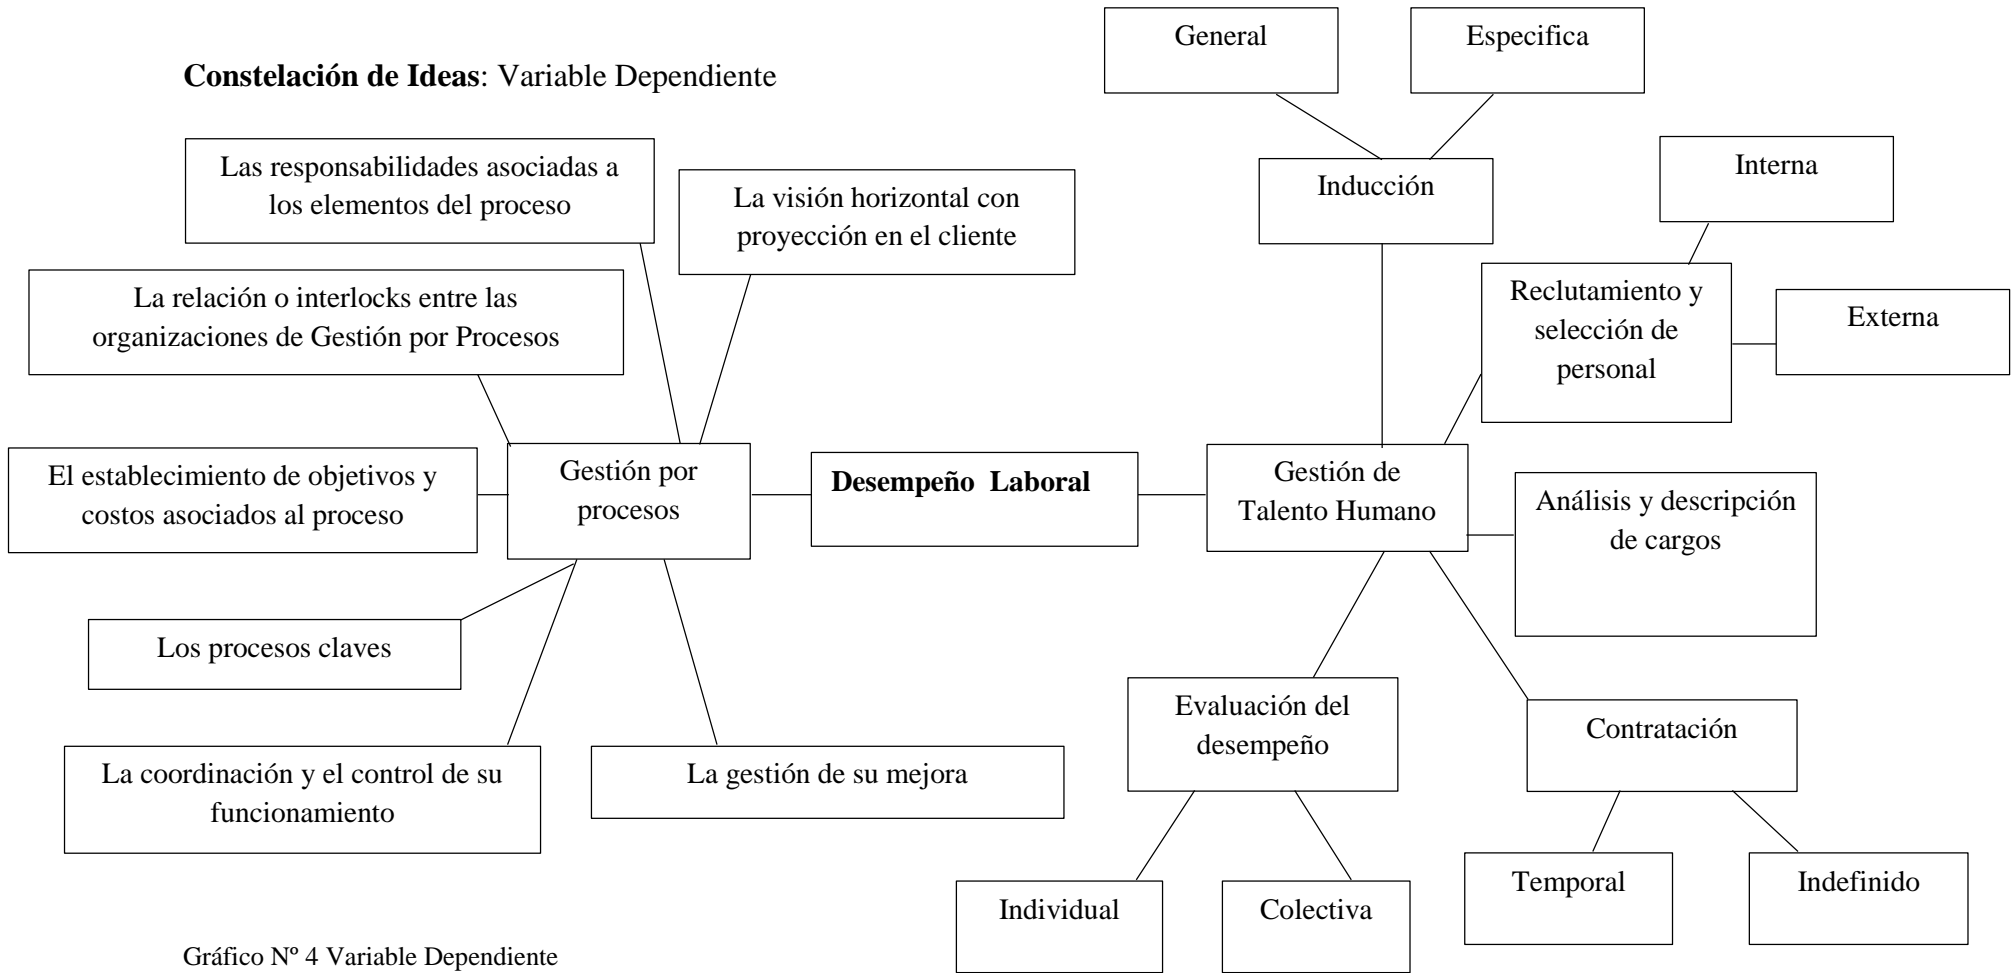 Constelación de Ideas: Variable Dependiente
General
Especifica
Inducción
Interna
Reclutamiento y
selección de
personal
Externa
Las responsabilidades asociadas a
los elementos del proceso
La visión horizontal con
proyección en el cliente
La relación o interlocks entre las
organizaciones de Gestión por Procesos
El establecimiento de objetivos y
costos asociados al proceso
Gestión por
procesos
Desempeño Laboral
Gestión de
Talento Humano
Análisis y descripción
de cargos
Los procesos claves
La coordinación y el control de su
funcionamiento
La gestión de su mejora
Evaluación del
desempeño
Contratación
Individual
Colectiva
Temporal
Indefinido
Gráfico Nº 4 Variable Dependiente